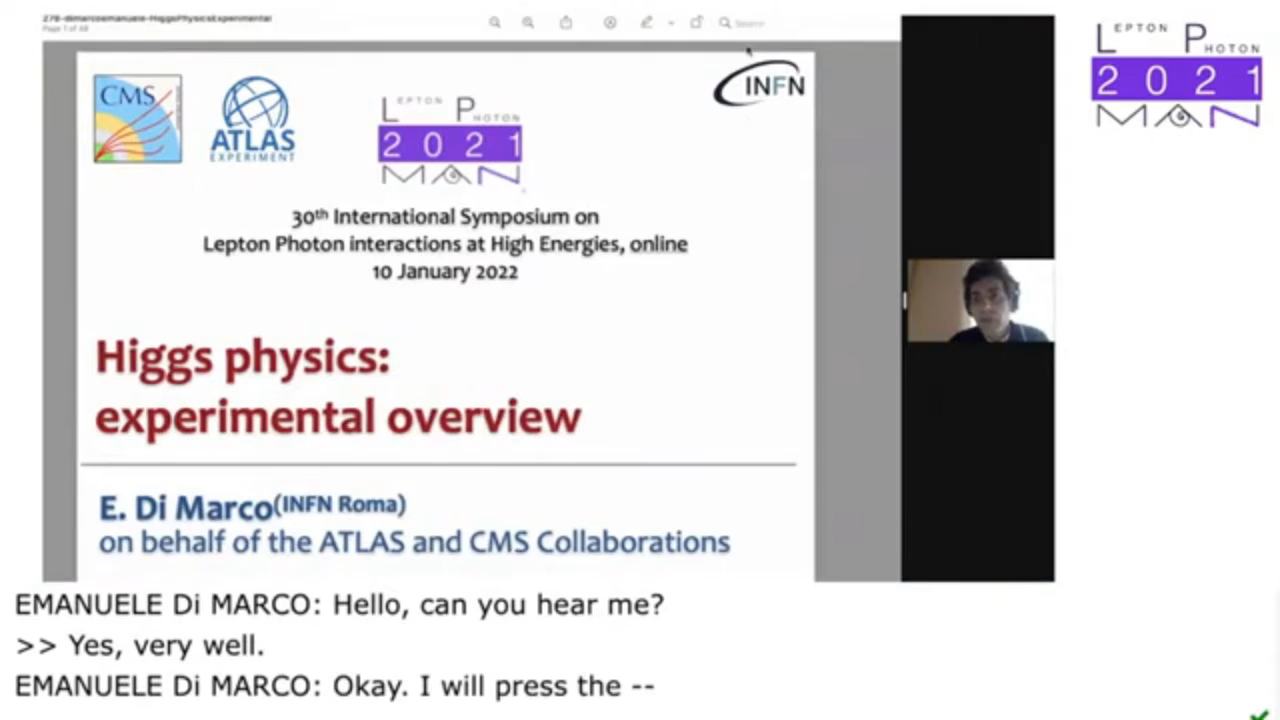 278-dimarcoemanuele-HiggsPhysicsExperimental
Page 1 of 48
Search
CMS
ATLAS
EXPERIMENT
LEPTON PHOTON
2021
MAN
INFN
30th International Symposium on
Lepton Photon interactions at High Energies, online
10 January 2022
Higgs physics:
experimental overview
E. Di Marco(INFN Roma)
on behalf of the ATLAS and CMS Collaborations
LEPTON PHOTON
2021
MAN
EMANUELE Di MARCO: Hello, can you hear me?
>> Yes, very well.
EMANUELE Di MARCO: Okay. I will press the --